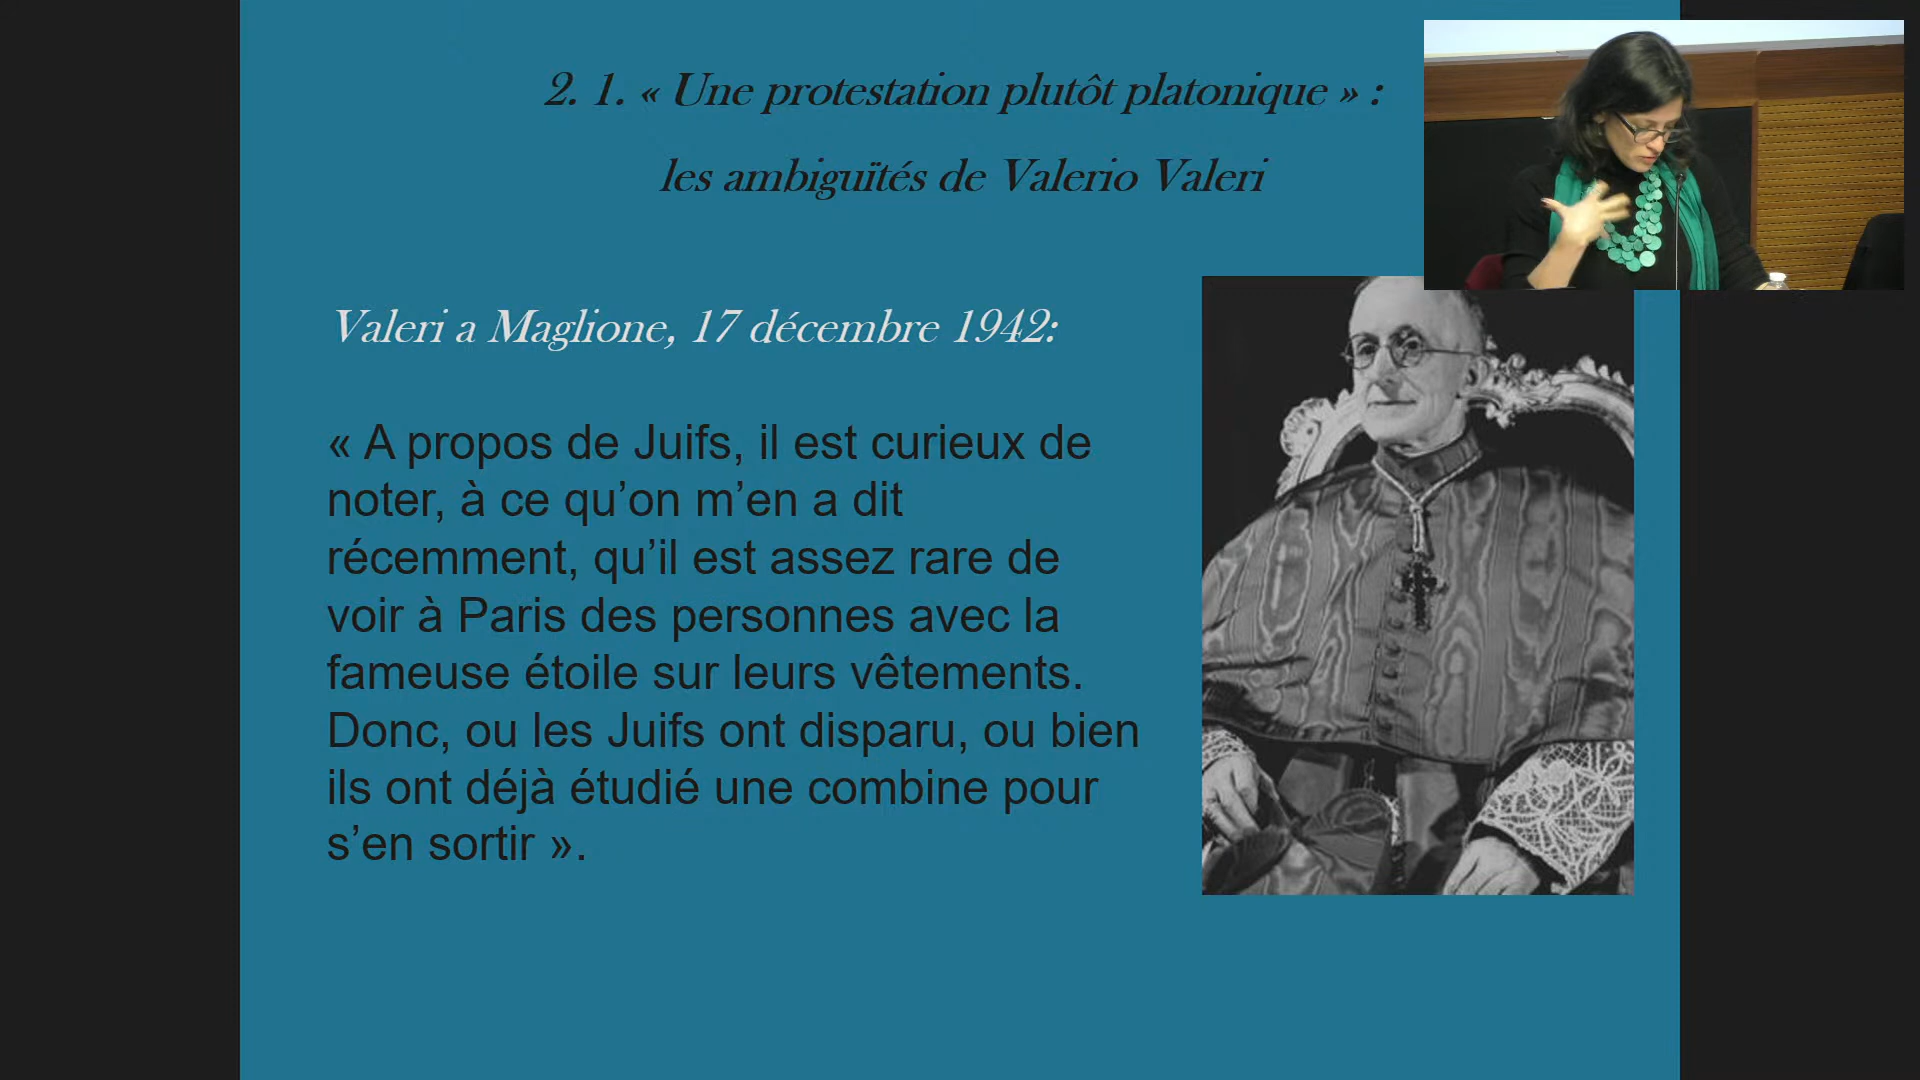 2. 1. « Une protestation plutôt platonique » :
les ambiguïtés de Valerio Valeri
Valeri a Maglione, 17 décembre 1942:
« A propos de Juifs, il est curieux de
noter, à ce qu’on m’en a dit
récemment, qu’il est assez rare de
voir à Paris des personnes avec la
fameuse étoile sur leurs vêtements.
Donc, ou les Juifs ont disparu, ou bien
ils ont déjà étudié une combine pour
s’en sortir ».